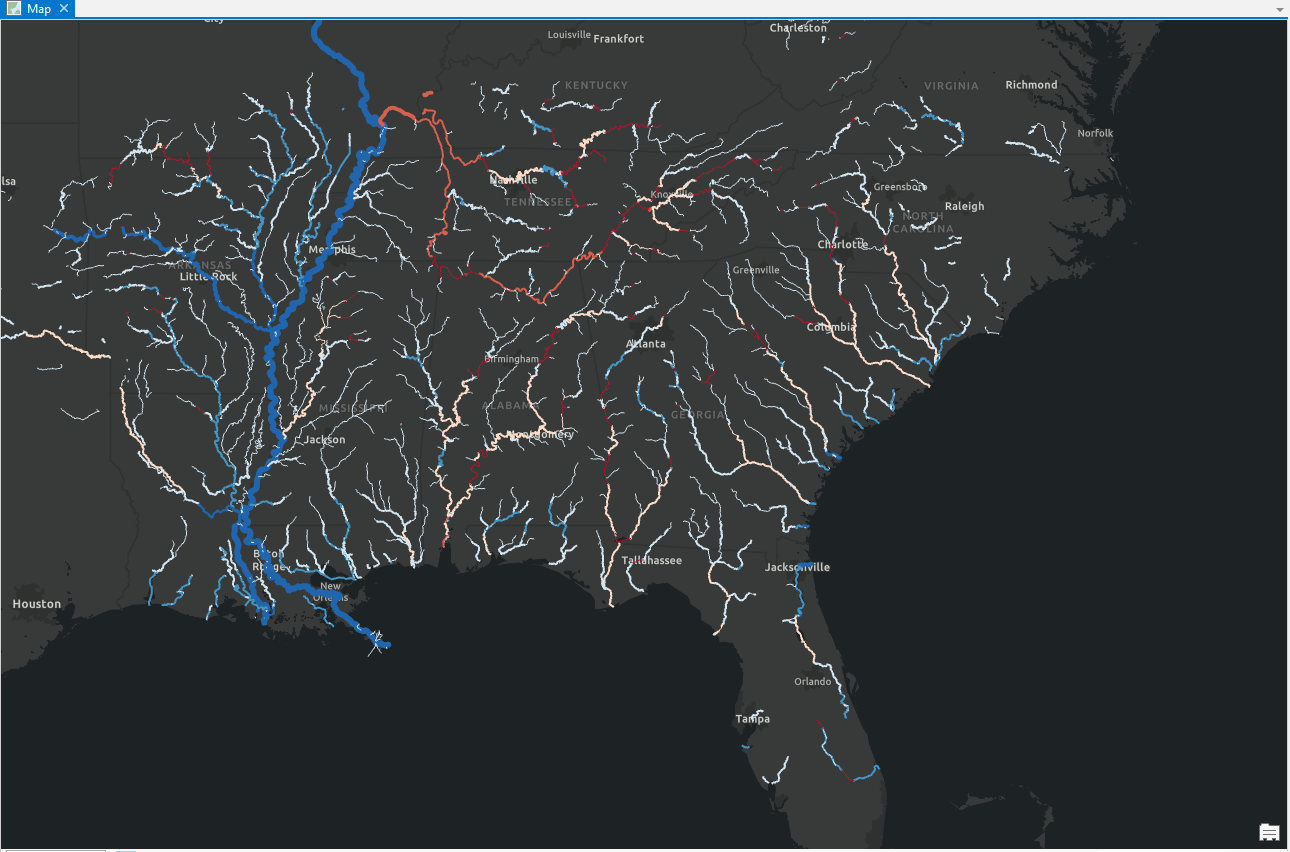 Map
City
Louisville
Frankfort
Charleston
KENTUCKY
VIRGINIA
Richmond
Norfolk
lsa
Nashville
TENNESSEE
Knoxville
Greensboro
Raleigh
NORTH
CAROLINA
Charlotte
Memphis
ARKANSAS
Little Rock
Greenville
Columbia
Atlanta
Birmingham
MISSISSIPPI
ALABAMA
GEORGIA
Jackson
Montgomery
Baton
Rouge
Tallahassee
Jacksonville
New
Orleans
Houston
Orlando
Tampa